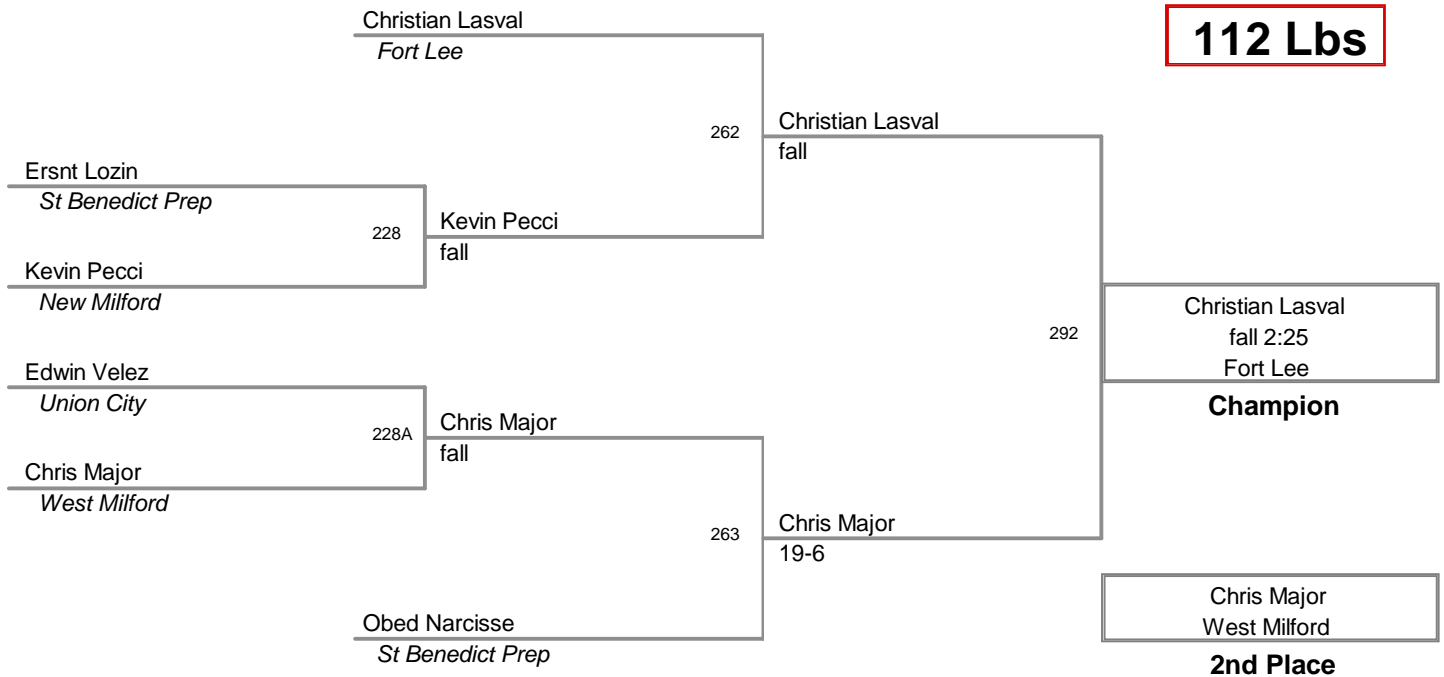 Christian Lasval
Fort Lee
112 Lbs
262
Christian Lasval
fall
Ersnt Lozin
St Benedict Prep
228
Kevin Pecci
fall
Kevin Pecci
New Milford
292
Christian Lasval
fall 2:25
Fort Lee
Champion
Edwin Velez
Union City
228A
Chris Major
fall
Chris Major
West Milford
263
Chris Major
19-6
Obed Narcisse
St Benedict Prep
Chris Major
West Milford
2nd Place